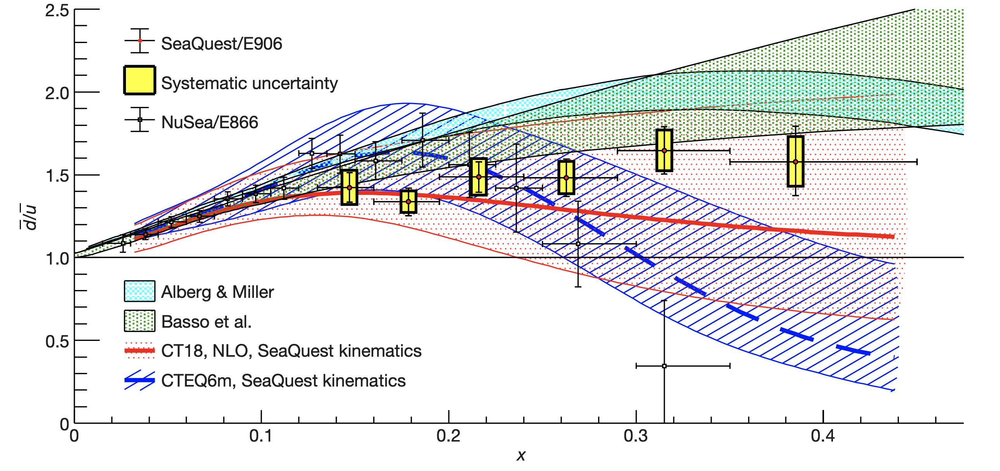 2.5
2.0
1.5
1.0
0.5
0
d̅/u̅
SeaQuest/E906
Systematic uncertainty
NuSea/E866
Alberg & Miller
Basso et al.
CT18, NLO, SeaQuest kinematics
CTEQ6m, SeaQuest kinematics
0 0.1 0.2 0.3 0.4
x